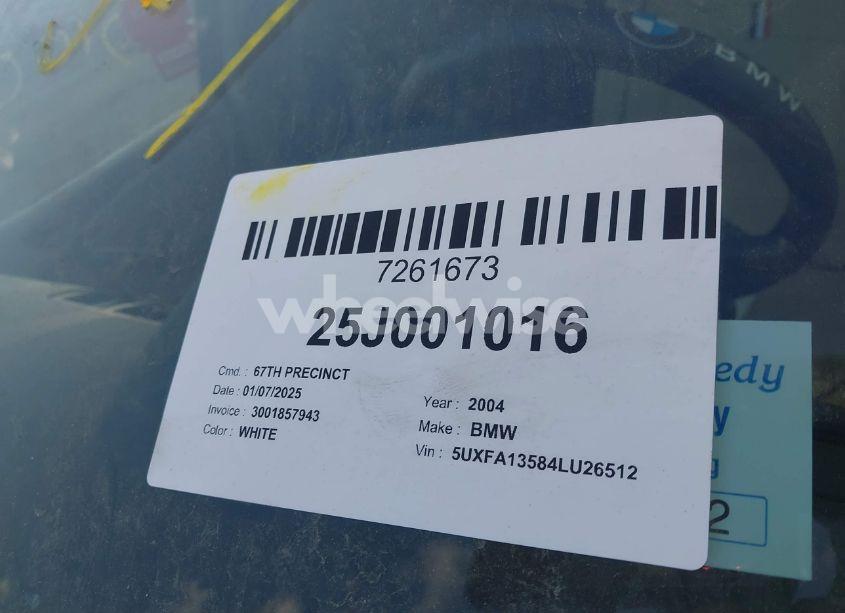 BMW
7261673
wheelwise
25J001016
Cmd. : 67TH PRECINCT
Date : 01/07/2025
Invoice : 3001857943
Color : WHITE
Year : 2004
Make : BMW
Vin : 5UXFA13584LU26512
edy
y
g
2